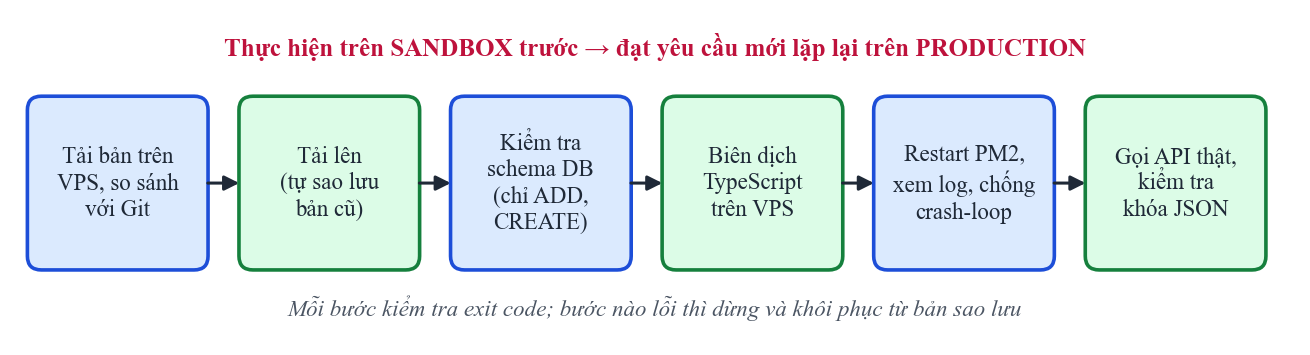 Thực hiện trên SANDBOX trước → đạt yêu cầu mới lặp lại trên PRODUCTION
Tải bản trên
VPS, so sánh
với Git
Tải lên
(tự sao lưu
bản cũ)
Kiểm tra
schema DB
(chỉ ADD,
CREATE)
Biên dịch
TypeScript
trên VPS
Restart PM2,
xem log, chống
crash-loop
Gọi API thật,
kiểm tra
khóa JSON
Mỗi bước kiểm tra exit code; bước nào lỗi thì dừng và khôi phục từ bản sao lưu